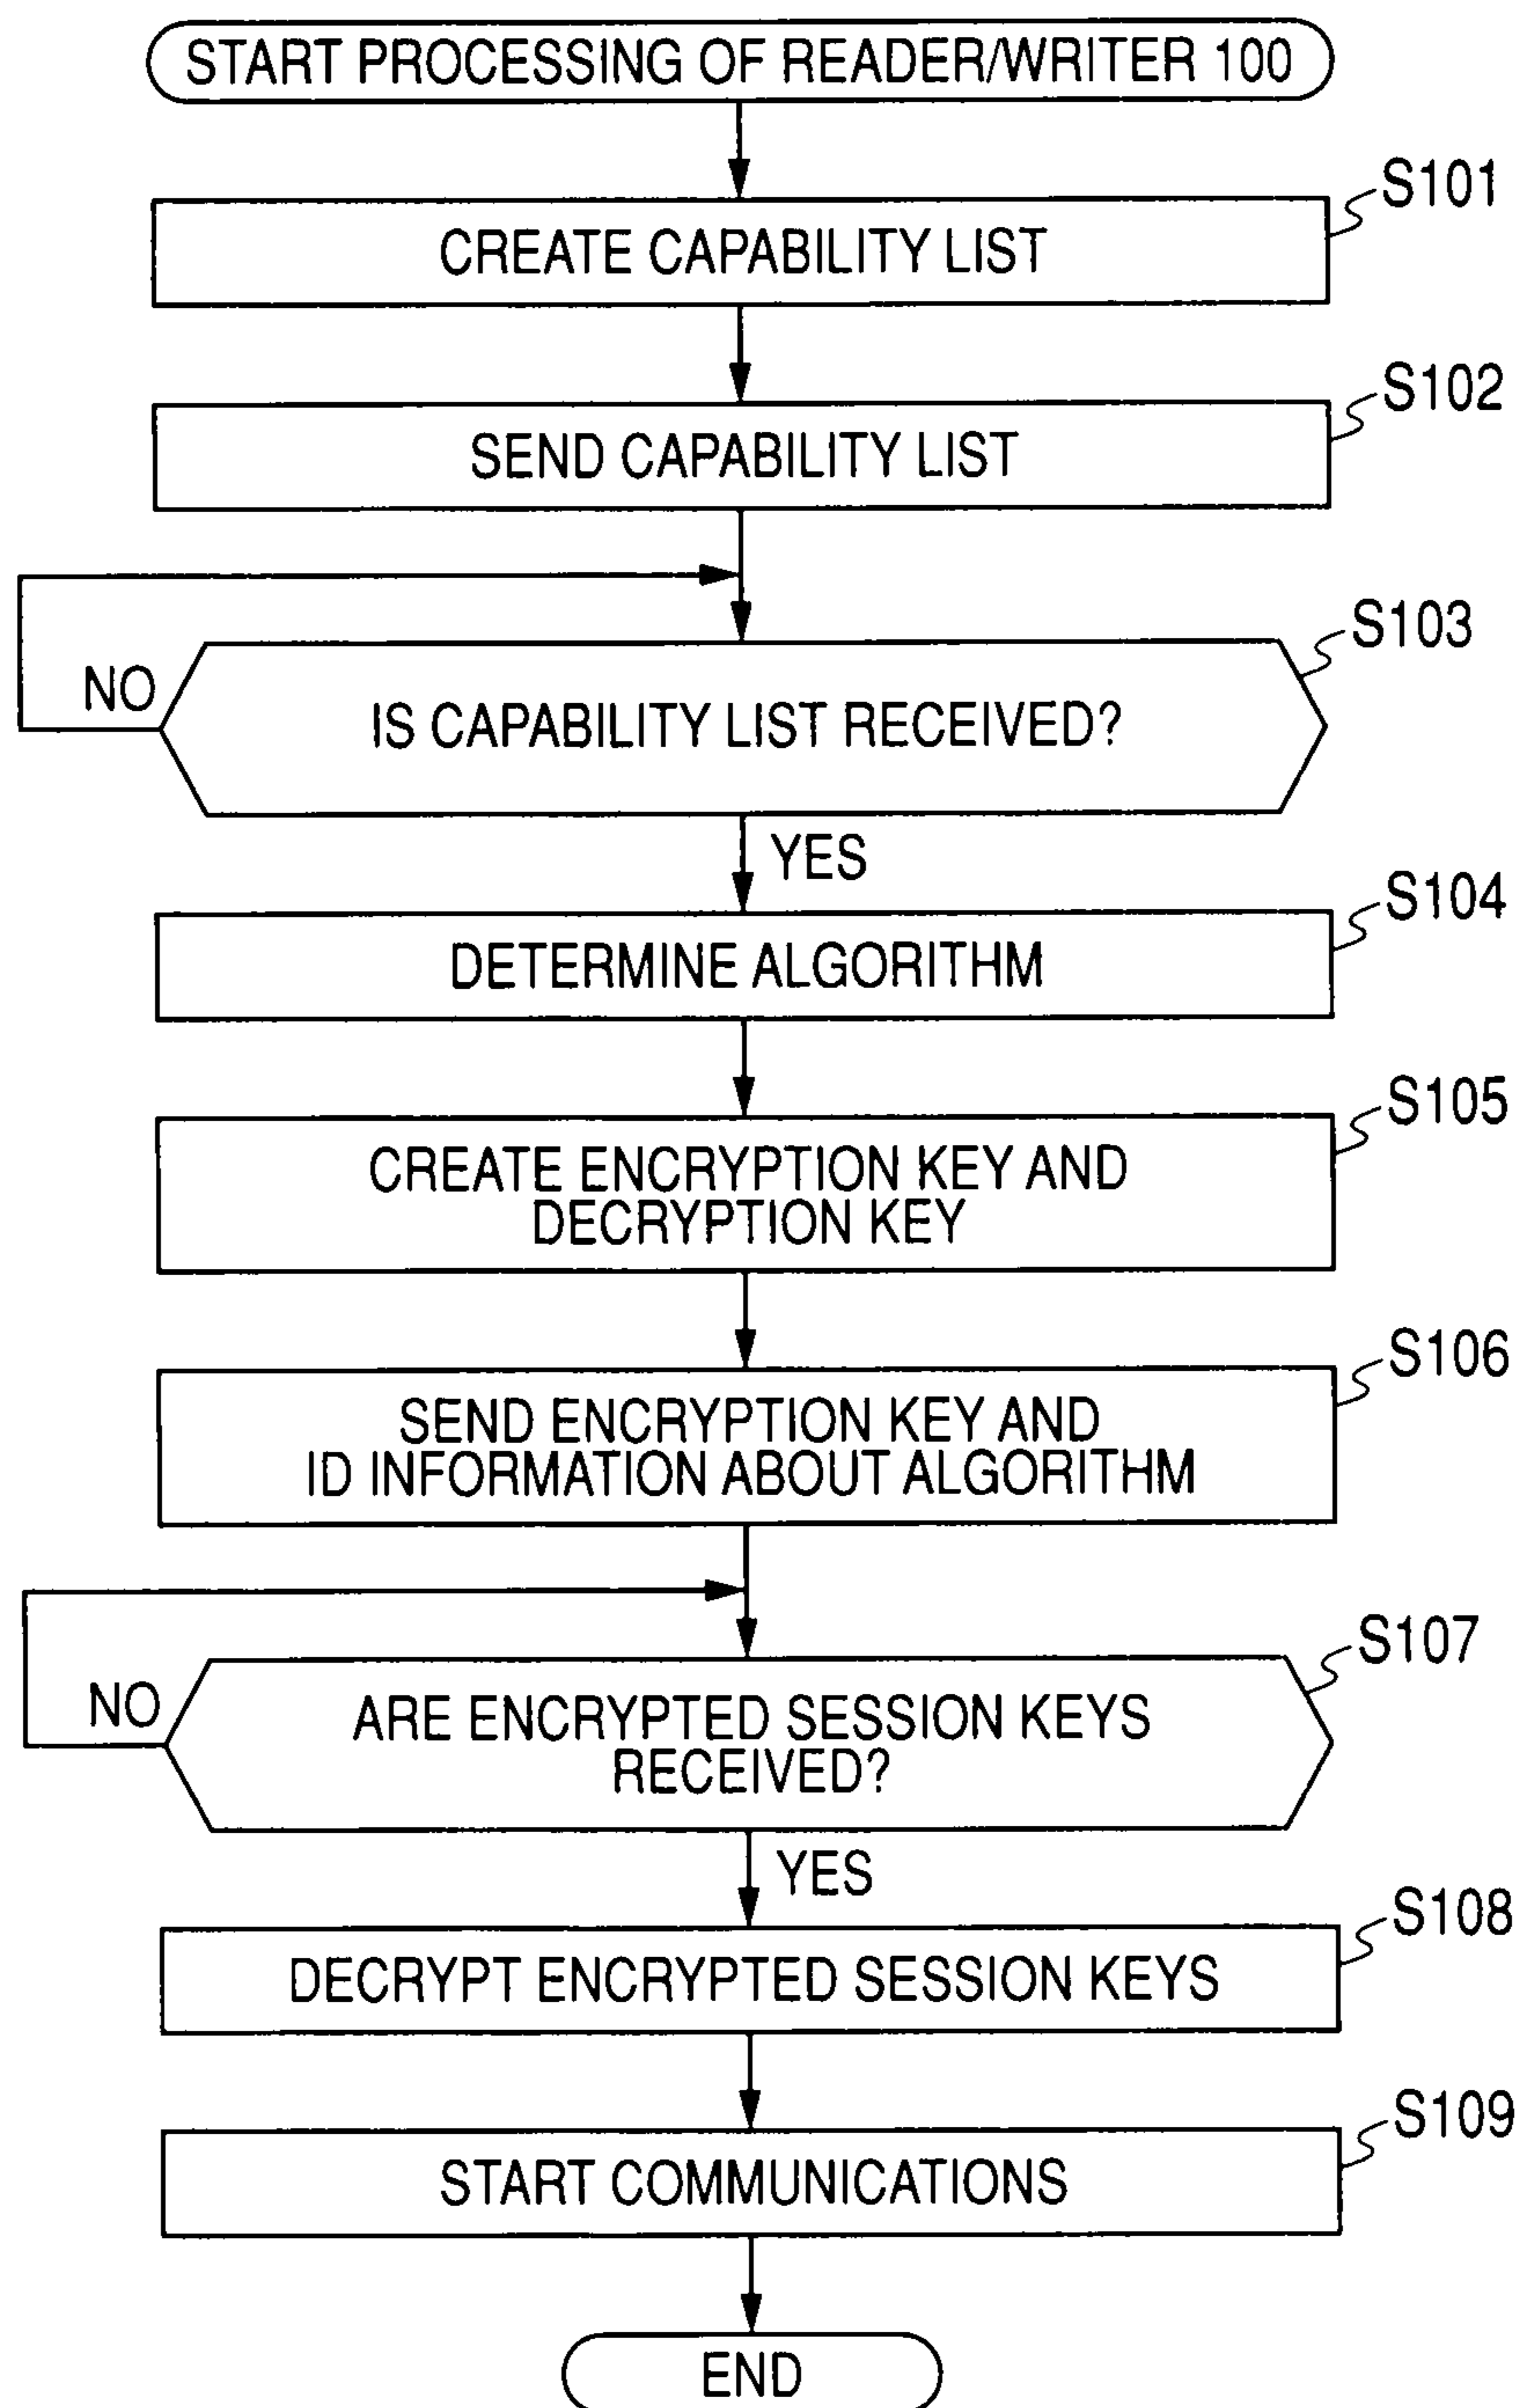 START PROCESSING OF READER/WRITER 100
S101
CREATE CAPABILITY LIST
S102
SEND CAPABILITY LIST
S103
NO
IS CAPABILITY LIST RECEIVED?
YES
S104
DETERMINE ALGORITHM
S105
CREATE ENCRYPTION KEY AND
DECRYPTION KEY
S106
SEND ENCRYPTION KEY AND
ID INFORMATION ABOUT ALGORITHM
S107
NO
ARE ENCRYPTED SESSION KEYS
RECEIVED?
YES
S108
DECRYPT ENCRYPTED SESSION KEYS
S109
START COMMUNICATIONS
END